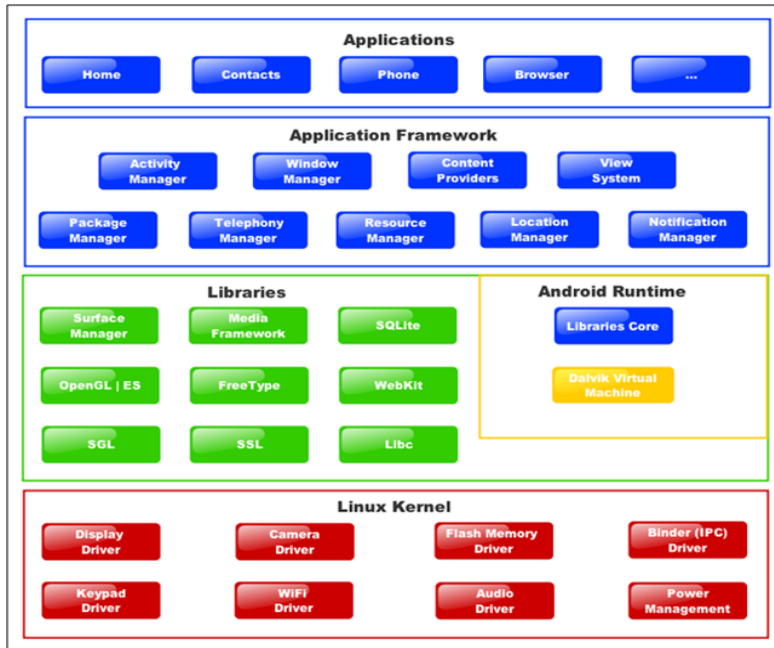 Applications
Home
Contacts
Phone
Browser
...
Application Framework
Activity
Manager
Window
Manager
Content
Providers
View
System
Package
Manager
Telephony
Manager
Resource
Manager
Location
Manager
Notification
Manager
Libraries
Surface
Manager
Media
Framework
SQLite
OpenGL | ES
FreeType
WebKit
SGL
SSL
Libc
Android Runtime
Libraries Core
Dalvik Virtual
Machine
Linux Kernel
Display
Driver
Camera
Driver
Flash Memory
Driver
Binder (IPC)
Driver
Keypad
Driver
WiFi
Driver
Audio
Driver
Power
Management